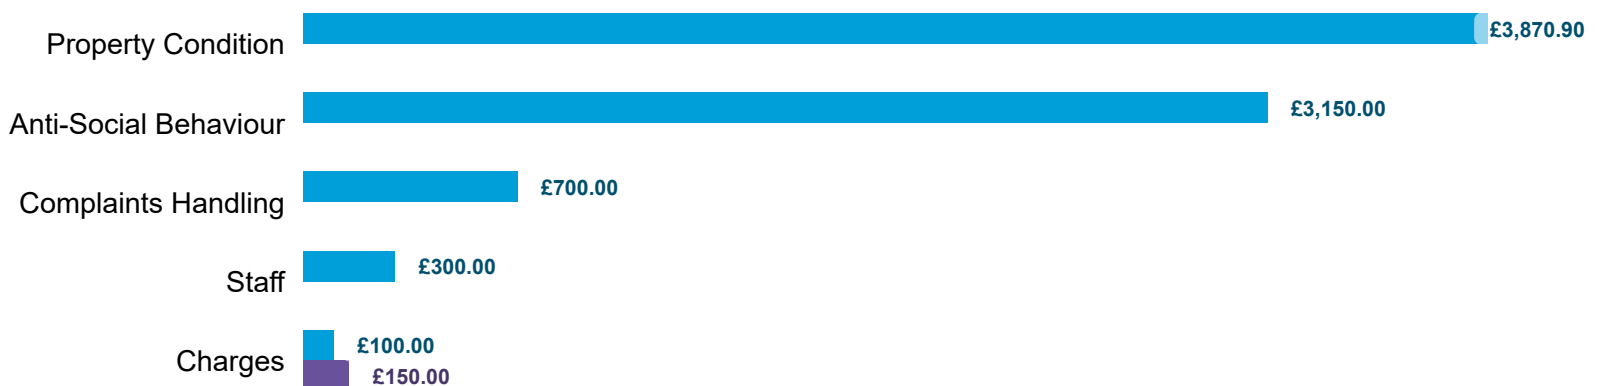 Property Condition £3,870.90
Anti-Social Behaviour £3,150.00
Complaints Handling £700.00
Staff £300.00
Charges £100.00
£150.00